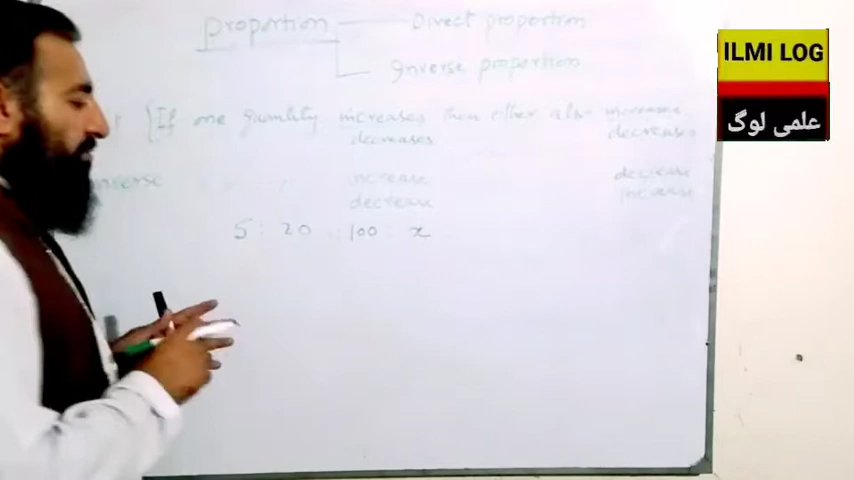 proportion
Direct proportion
Inverse proportion
If one quantity increases then other also increases
decreases decreases
inverse " " increase decrease
decrease increase
5 : 20 :: 100 : x
ILMI LOG
علمی لوگ